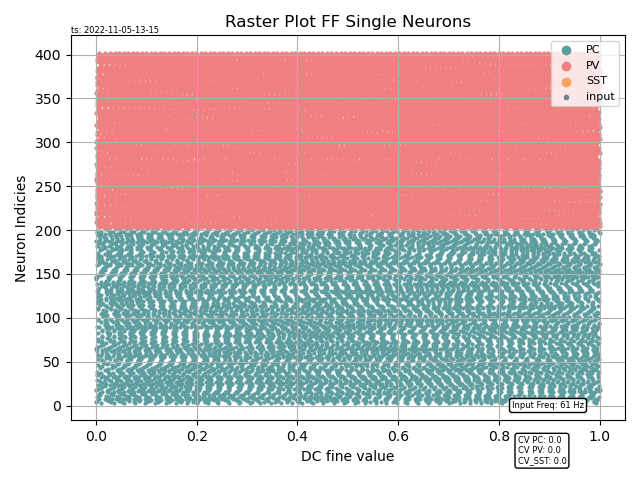 Raster Plot FF Single Neurons
ts: 2022-11-05-13-15
PC
PV
SST
input
400
350
300
250
200
150
100
50
0
Neuron Indicies
Input Freq: 61 Hz
0.0 0.2 0.4 0.6 0.8 1.0
DC fine value
CV PC: 0.0
CV PV: 0.0
CV_SST: 0.0